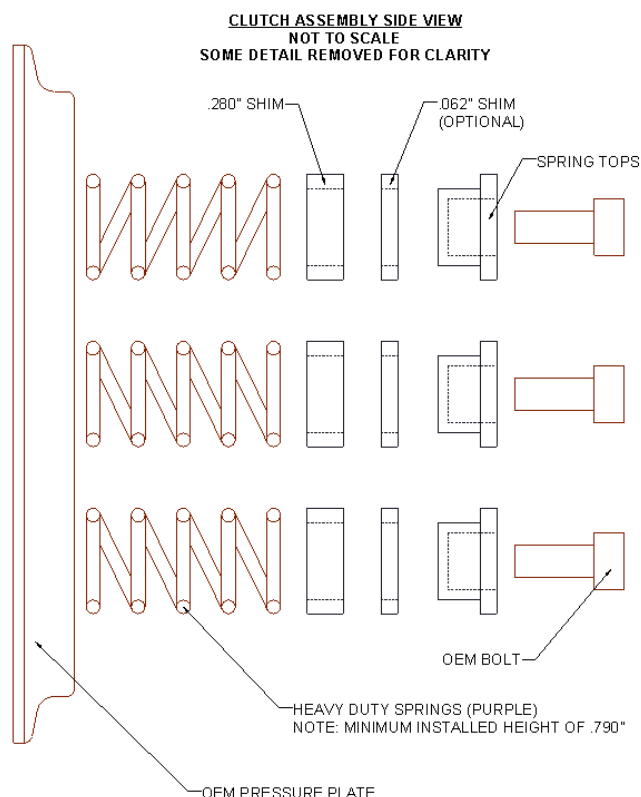 CLUTCH ASSEMBLY SIDE VIEW
NOT TO SCALE
SOME DETAIL REMOVED FOR CLARITY
.280" SHIM
.062" SHIM
(OPTIONAL)
SPRING TOPS
OEM BOLT
HEAVY DUTY SPRINGS (PURPLE)
NOTE: MINIMUM INSTALLED HEIGHT OF .790"
OEM PRESSURE PLATE